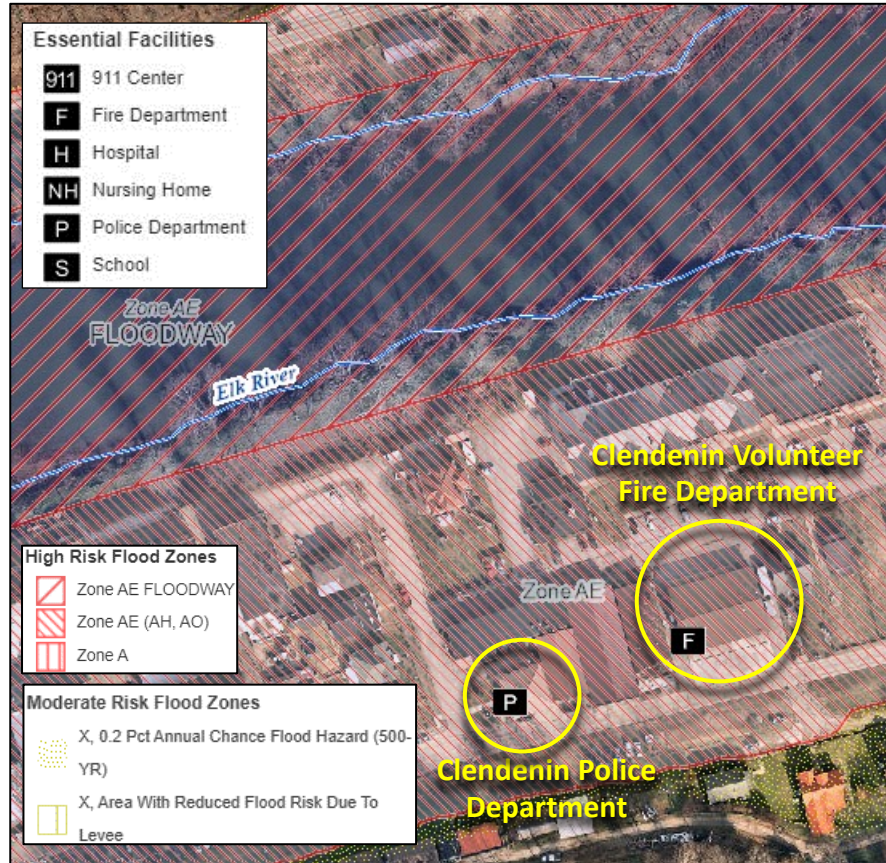 Essential Facilities
911 911 Center
F Fire Department
H Hospital
NH Nursing Home
P Police Department
S School
Zone AE
FLOODWAY
Elk River
Clendenin Volunteer
Fire Department
High Risk Flood Zones
Zone AE FLOODWAY
Zone AE (AH, AO)
Zone A
Zone AE
F
P
Clendenin Police
Department
Moderate Risk Flood Zones
X, 0.2 Pct Annual Chance Flood Hazard (500-
YR)
X, Area With Reduced Flood Risk Due To
Levee